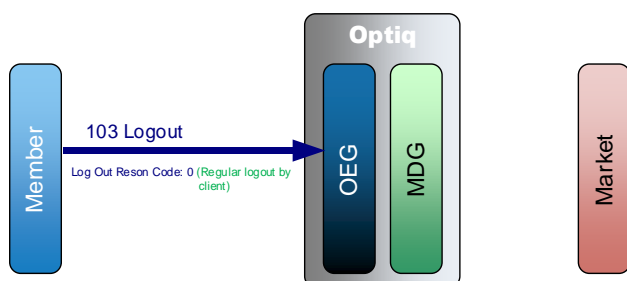 Optiq
Member
103 Logout
Log Out Reson Code: 0 (Regular logout by
client)
OEG
MDG
Market